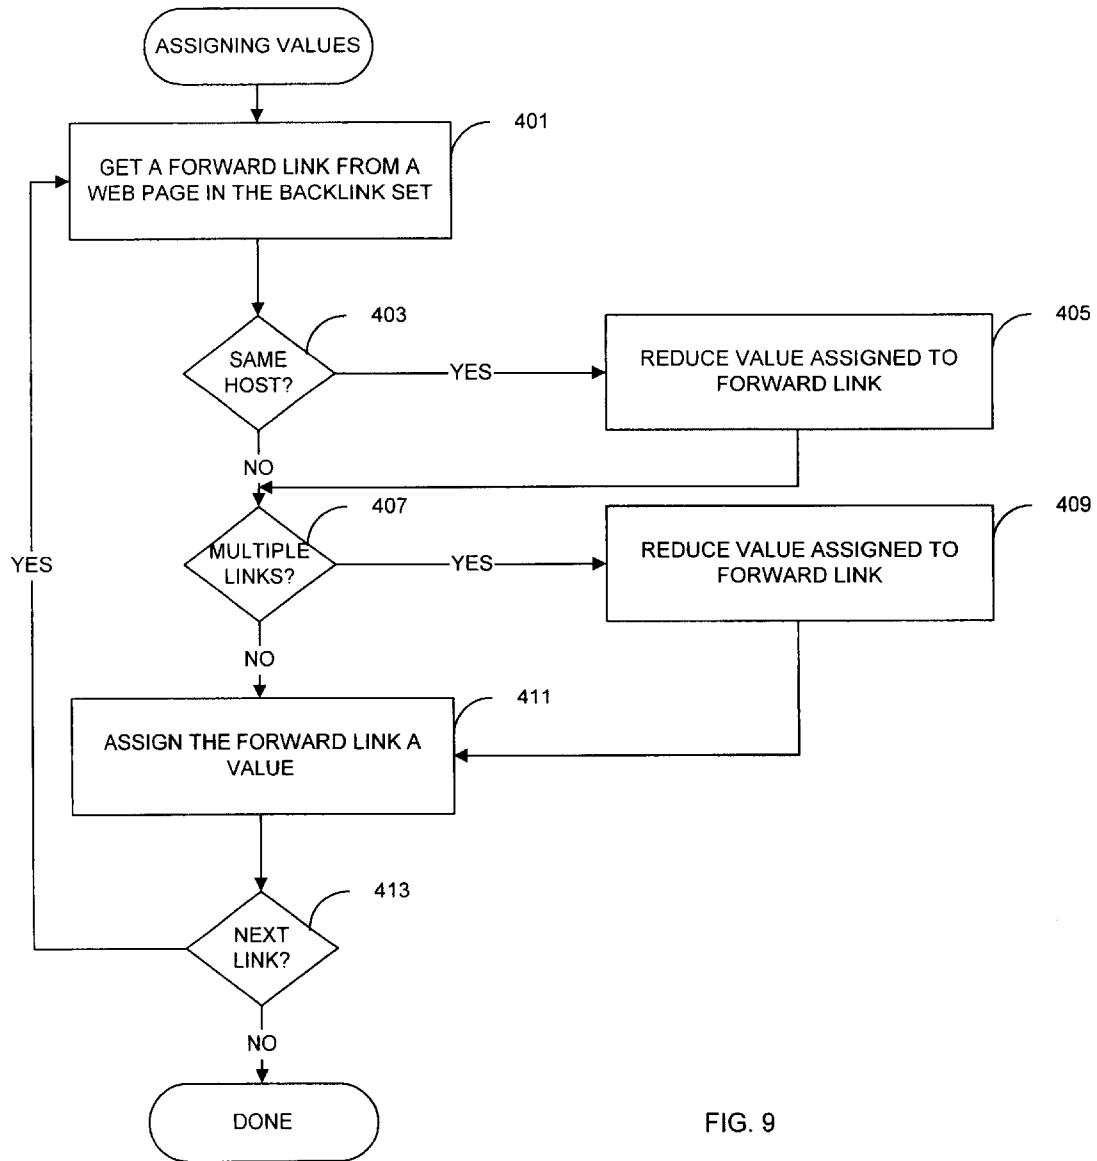 ASSIGNING VALUES
401
GET A FORWARD LINK FROM A
WEB PAGE IN THE BACKLINK SET
403
SAME
HOST?
YES
405
REDUCE VALUE ASSIGNED TO
FORWARD LINK
NO
407
MULTIPLE
LINKS?
YES
409
REDUCE VALUE ASSIGNED TO
FORWARD LINK
YES
NO
411
ASSIGN THE FORWARD LINK A
VALUE
413
NEXT
LINK?
NO
DONE
FIG. 9